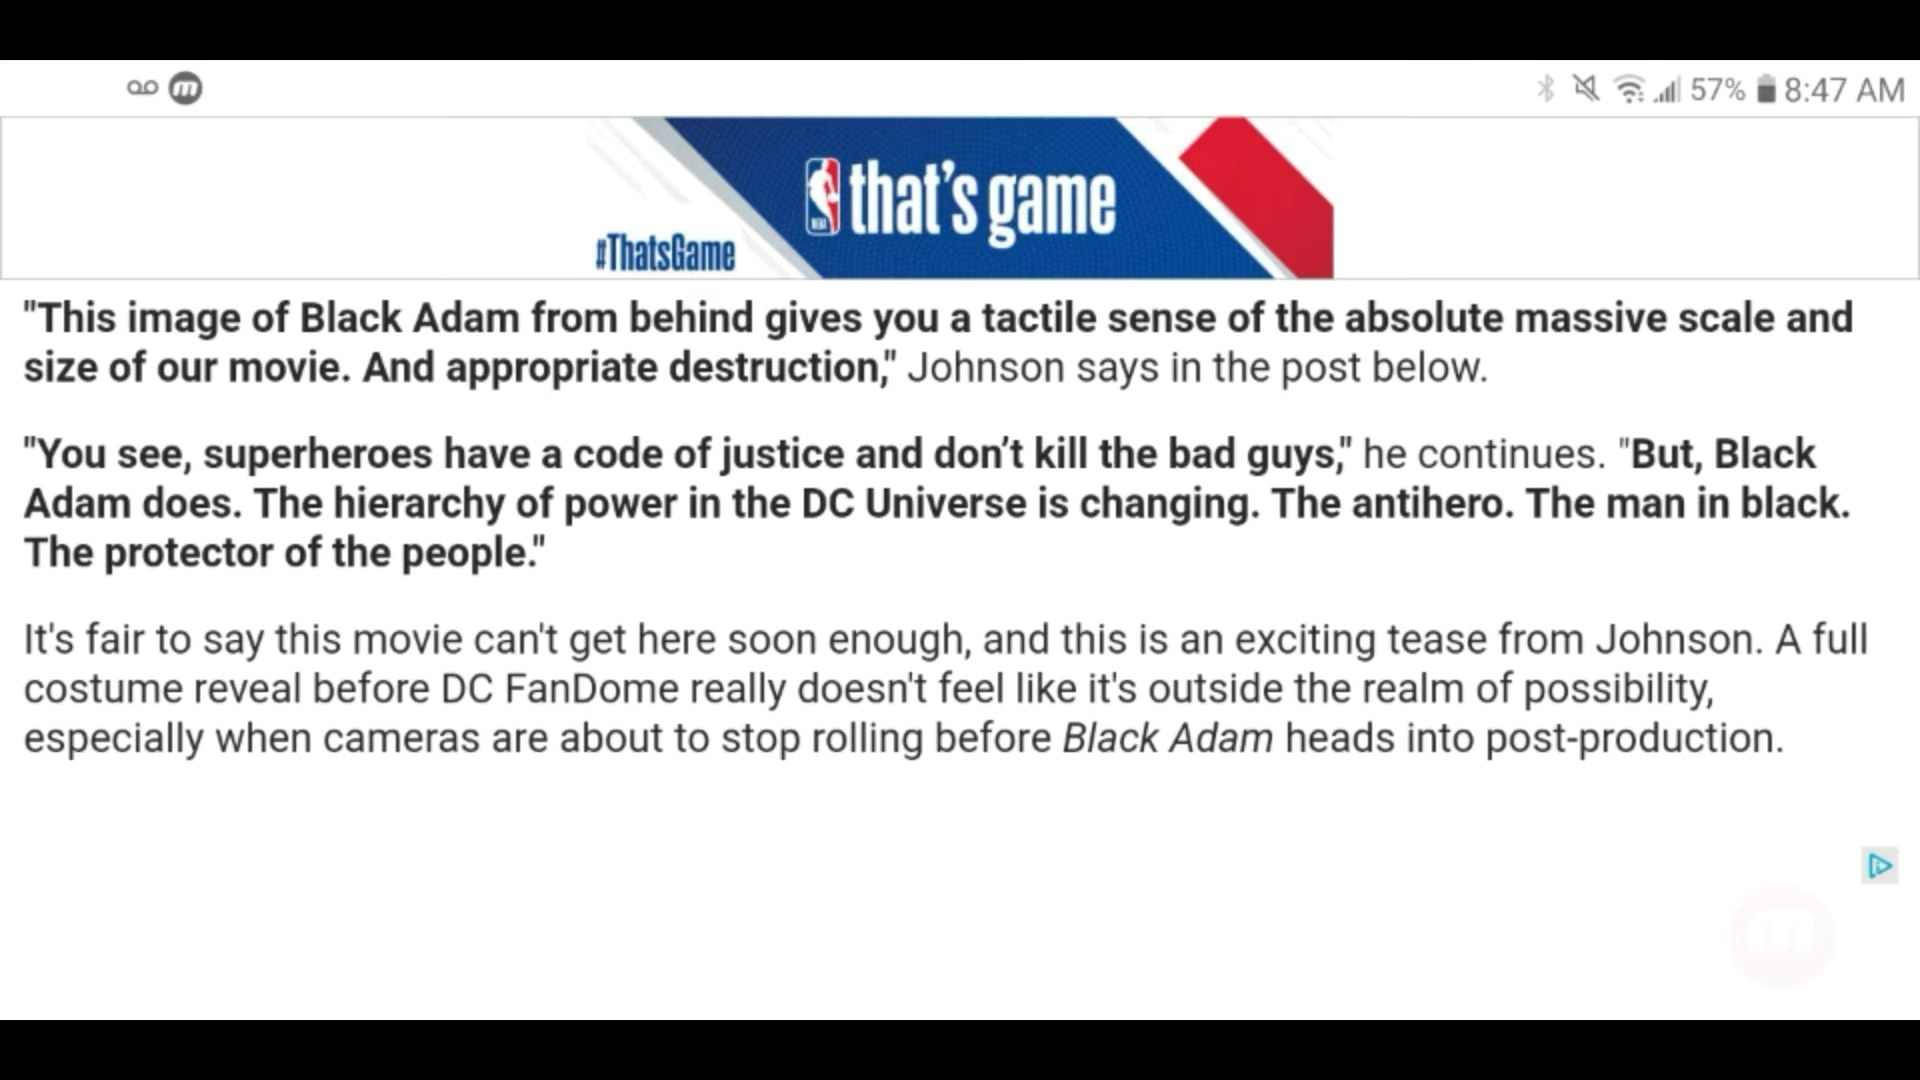 57% 8:47 AM
NBA that's game
#ThatsGame
"This image of Black Adam from behind gives you a tactile sense of the absolute massive scale and
size of our movie. And appropriate destruction," Johnson says in the post below.
"You see, superheroes have a code of justice and don’t kill the bad guys," he continues. "But, Black
Adam does. The hierarchy of power in the DC Universe is changing. The antihero. The man in black.
The protector of the people."
It's fair to say this movie can't get here soon enough, and this is an exciting tease from Johnson. A full
costume reveal before DC FanDome really doesn't feel like it's outside the realm of possibility,
especially when cameras are about to stop rolling before Black Adam heads into post-production.
m